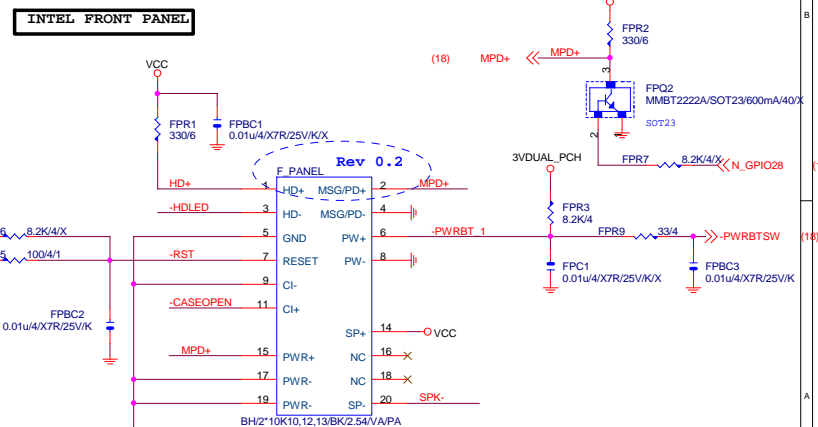 INTEL FRONT PANEL
B
FPR2
330/6
(18) MPD+ MPD+
3
FPQ2
MMBT2222A/SOT23/600mA/40/X
SOT23
2
1
VCC
FPR1
330/6
FPBC1
0.01u/4/X7R/25V/K/X
Rev 0.2
F_PANEL
3VDUAL_PCH
FPR7 8.2K/4/X N_GPIO28
HD+ 1 HD+ MSG/PD+ 2 MPD+
-HDLED 3 HD- MSG/PD- 4
FPR3
8.2K/4
6 8.2K/4/X
5 GND PW+ 6 -PWRBT_1 FPR9 33/4 -PWRBTSW (18)
5 100/4/1
-RST 7 RESET PW- 8
9 CI-
FPC1
0.01u/4/X7R/25V/K/X
FPBC3
0.01u/4/X7R/25V/K
-CASEOPEN 11 CI+
FPBC2
0.01u/4/X7R/25V/K
SP+ 14 VCC
MPD+ 15 PWR+ NC 16
17 PWR- NC 18
19 PWR- SP- 20 SPK-
A
BH/2*10K10,12,13/BK/2.54/VA/PA